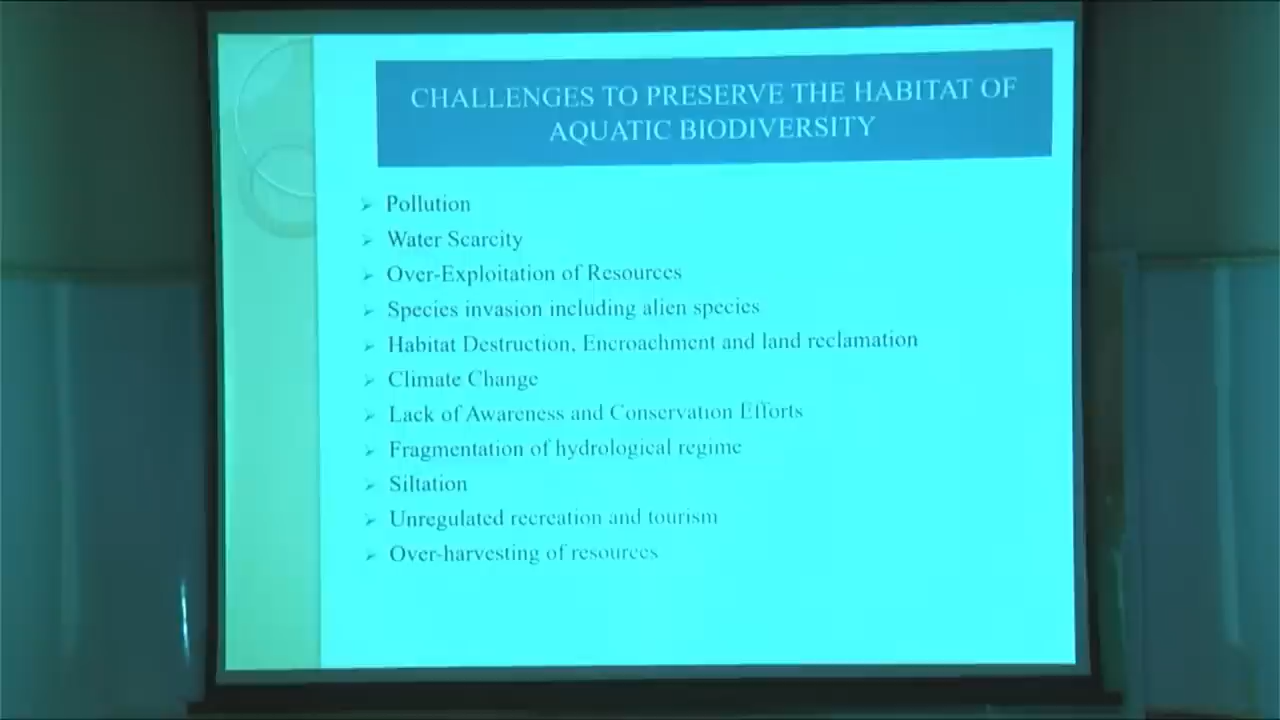 CHALLENGES TO PRESERVE THE HABITAT OF
AQUATIC BIODIVERSITY
Pollution
Water Scarcity
Over-Exploitation of Resources
Species invasion including alien species
Habitat Destruction, Encroachment and land reclamation
Climate Change
Lack of Awareness and Conservation Efforts
Fragmentation of hydrological regime
Siltation
Unregulated recreation and tourism
Over-harvesting of resources